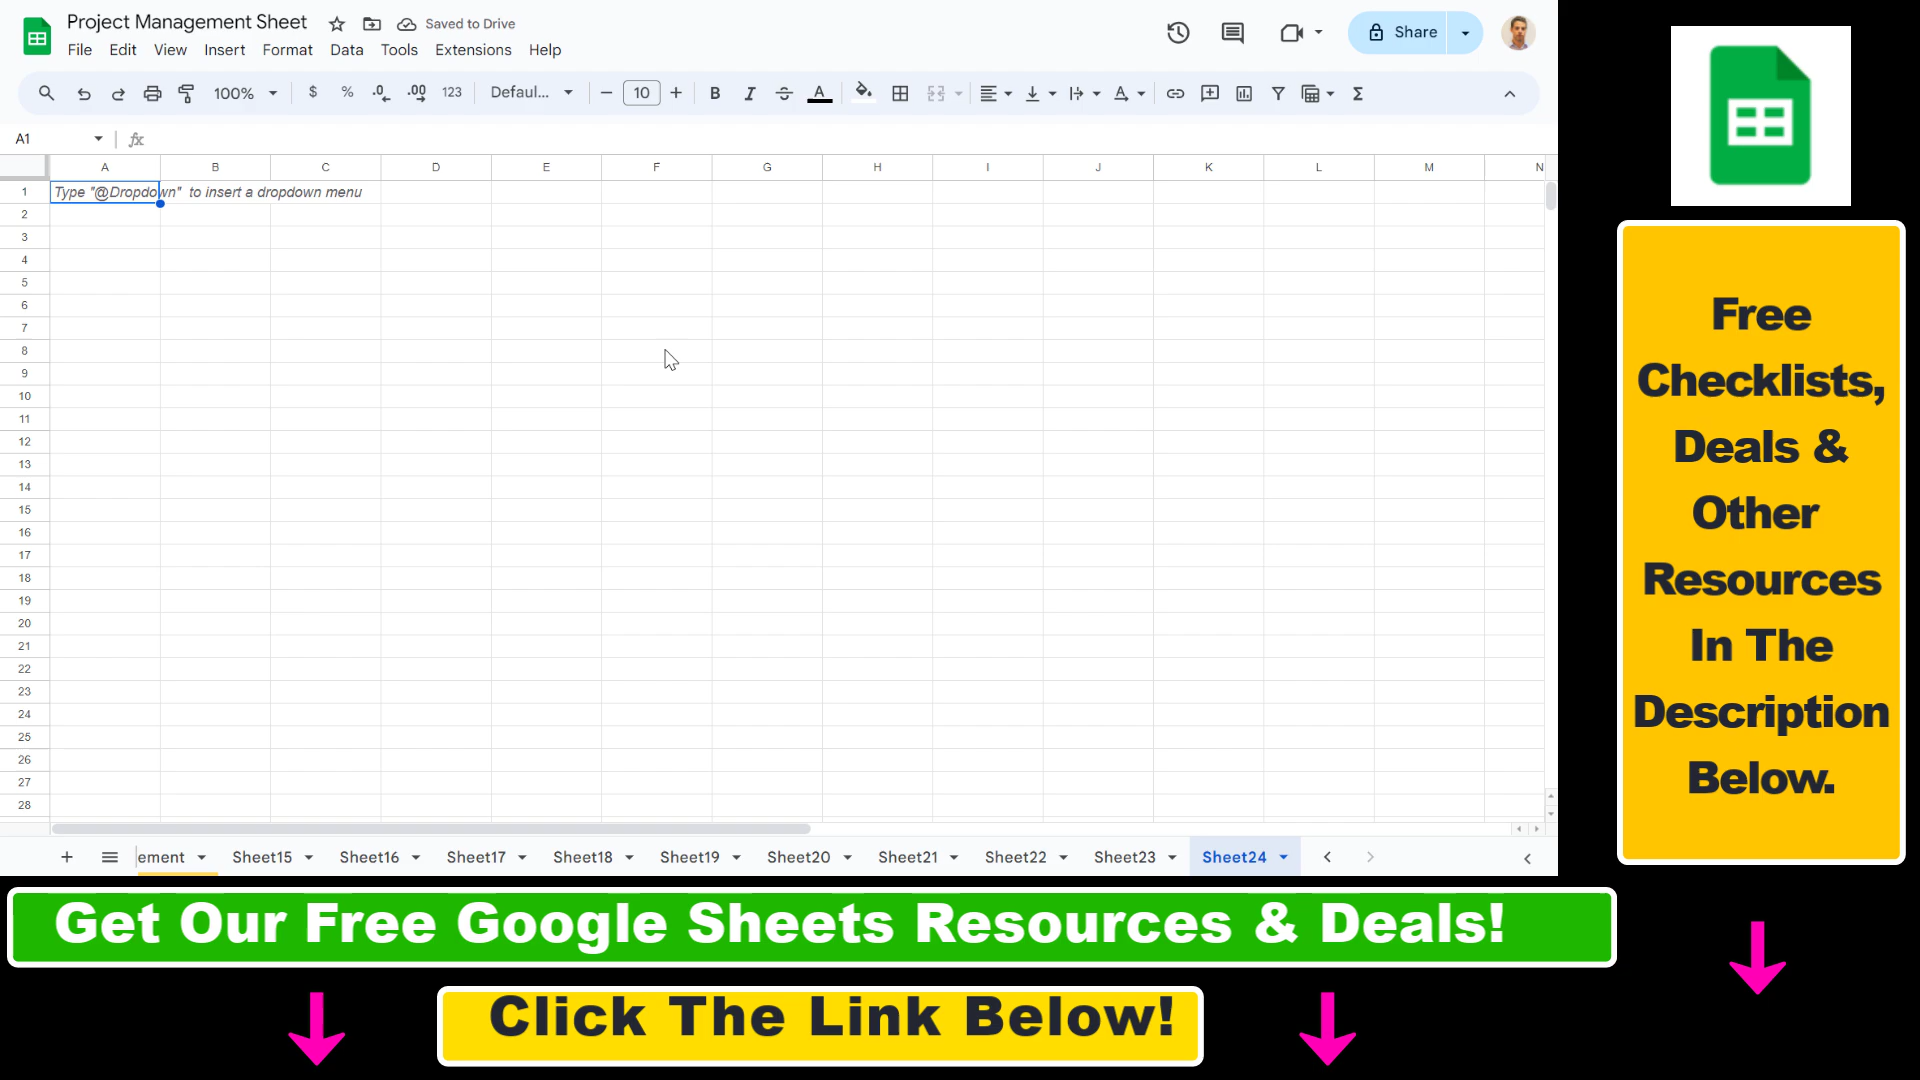 Project Management Sheet Saved to Drive
File Edit View Insert Format Data Tools Extensions Help
Share
100% $ % .0 .00 123 Defaul... 10 B I S A A Σ
A1 fx
A B C D E F G H I J K L M N
1 Type "@Dropdown" to insert a dropdown menu
2
3
4
5
6
7
8
9
10
11
12
13
14
15
16
17
18
19
20
21
22
23
24
25
26
27
28
ement Sheet15 Sheet16 Sheet17 Sheet18 Sheet19 Sheet20 Sheet21 Sheet22 Sheet23 Sheet24
Free
Checklists,
Deals &
Other
Resources
In The
Description
Below.
Get Our Free Google Sheets Resources & Deals!
Click The Link Below!